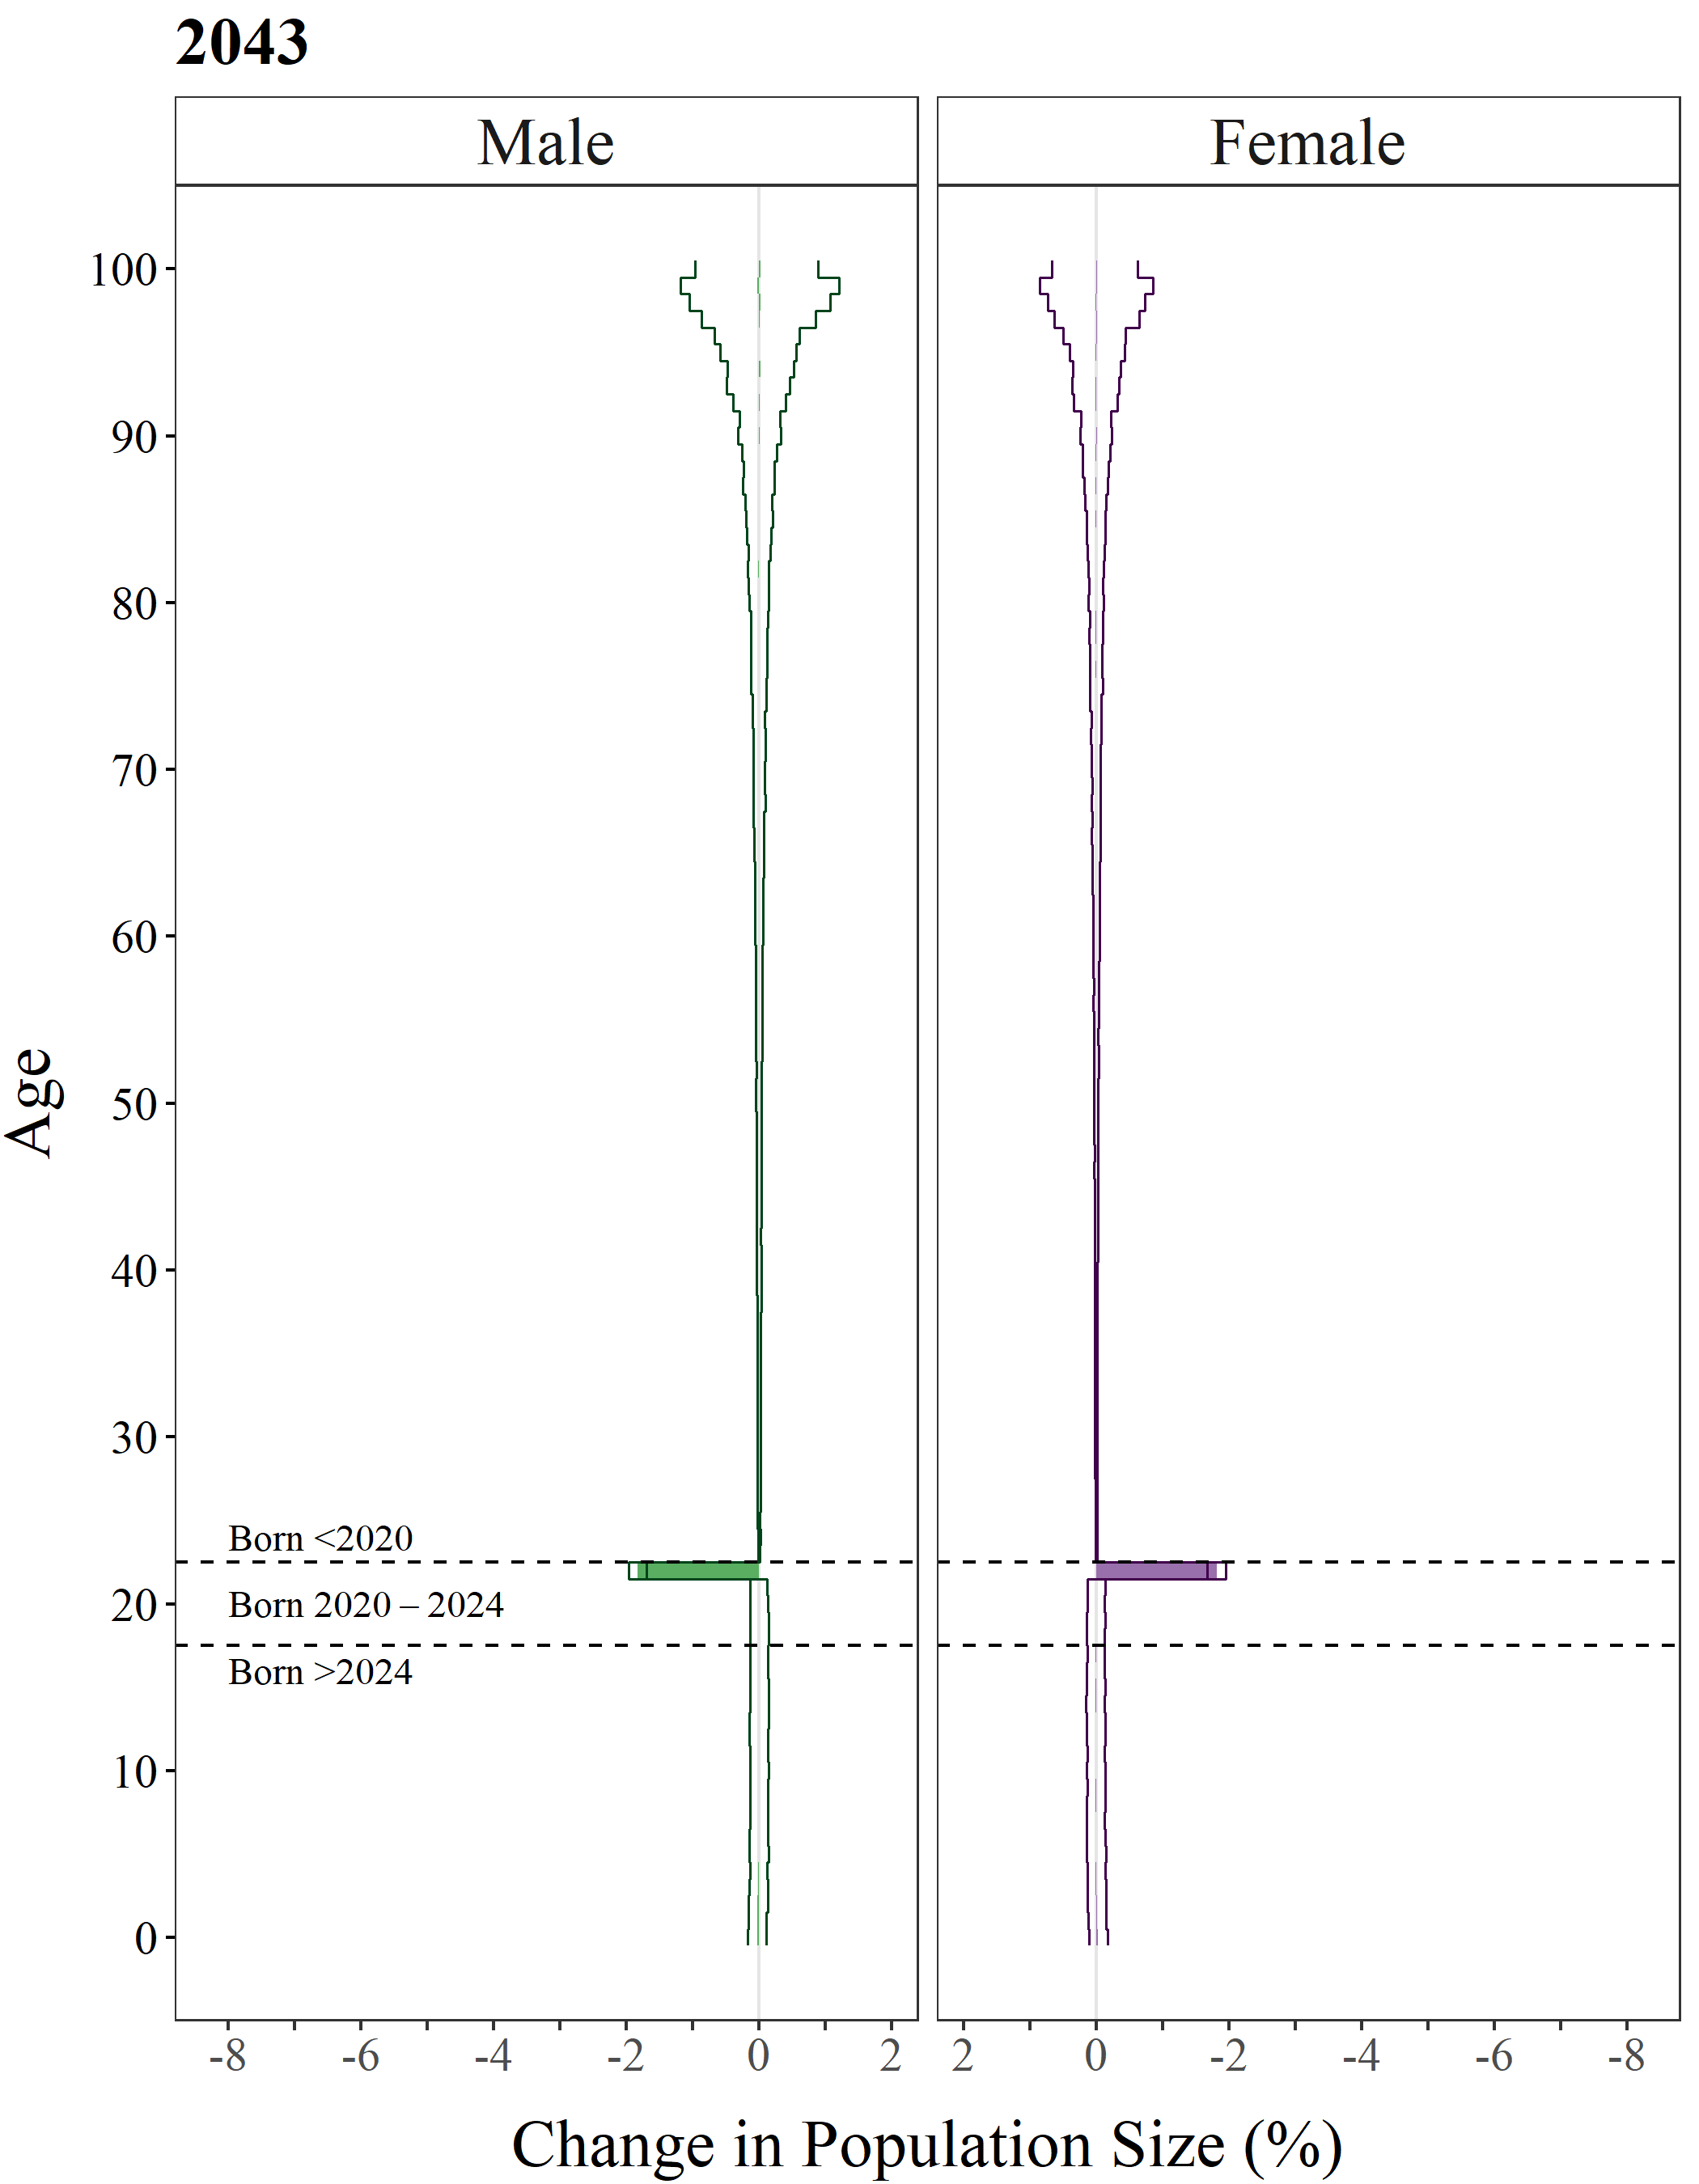 2043
Male
Female
Age
100
90
80
70
60
50
40
30
20
10
0
Born <2020
Born 2020 – 2024
Born >2024
-8 -6 -4 -2 0 2
2 0 -2 -4 -6 -8
Change in Population Size (%)